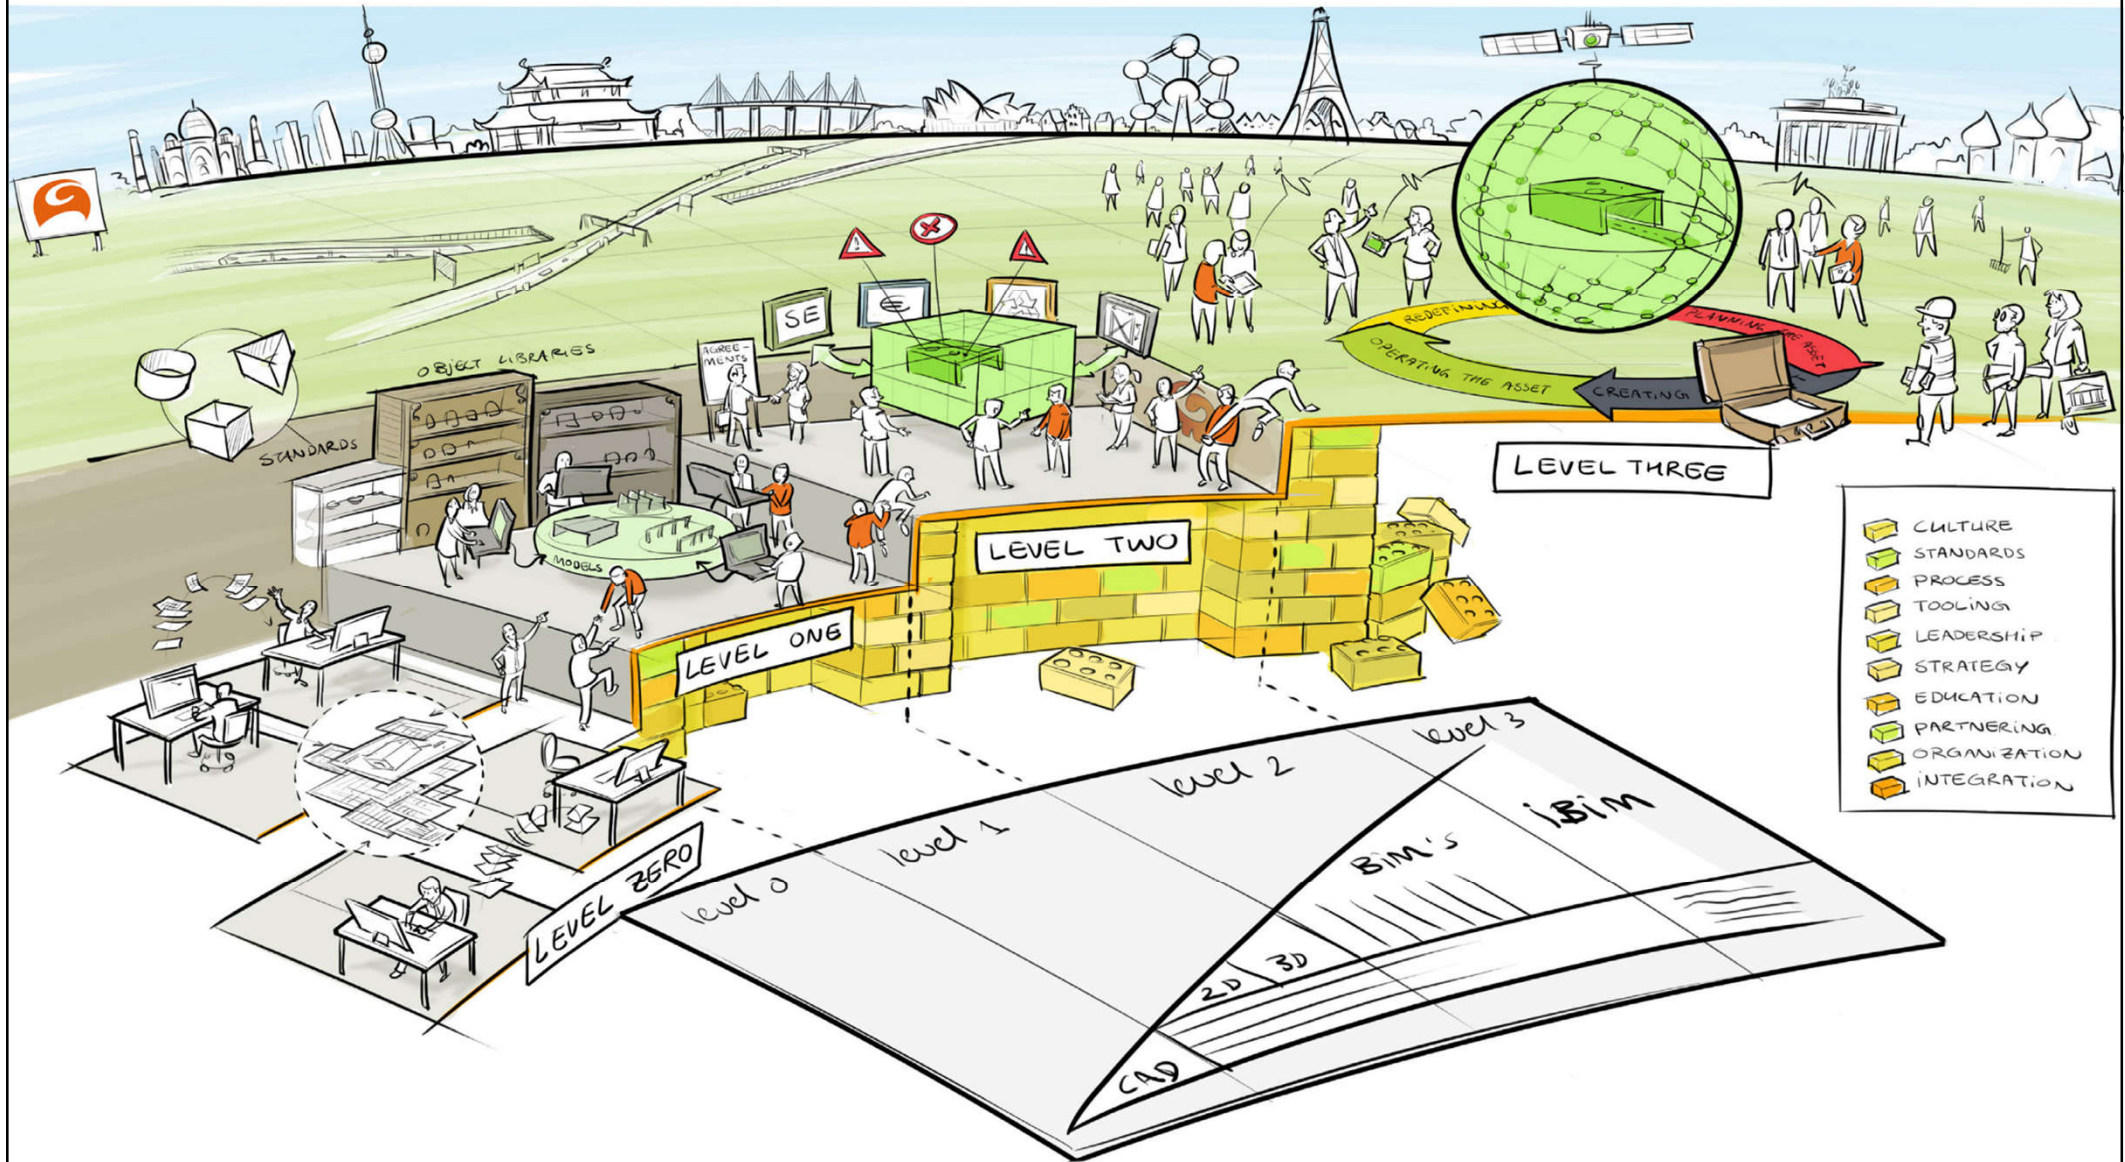 SE
€
AGREE-
MENTS
OBJECT LIBRARIES
STANDARDS
MODELS
REDEFINING
PLANNING THE ASSET
OPERATING THE ASSET
CREATING
LEVEL THREE
LEVEL TWO
LEVEL ONE
LEVEL ZERO
CULTURE
STANDARDS
PROCESS
TOOLING
LEADERSHIP
STRATEGY
EDUCATION
PARTNERING
ORGANIZATION
INTEGRATION
level 0
level 1
level 2
level 3
iBiM
BiM's
2D
3D
CAD